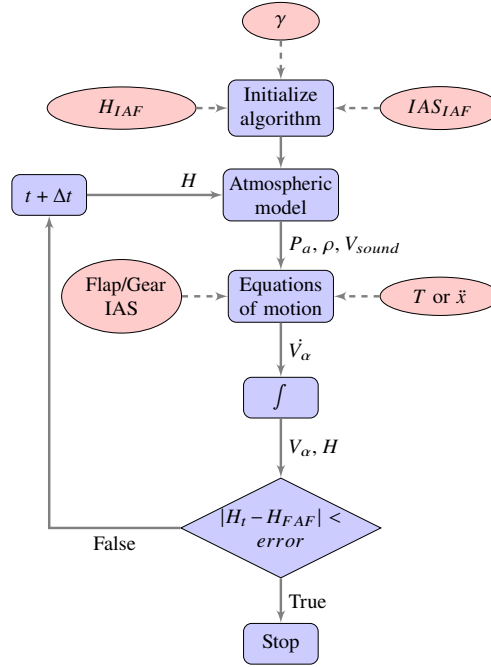 γ
H_{IAF}
Initialize
algorithm
IAS_{IAF}
t + Δt
H
Atmospheric
model
P_a, ρ, V_{sound}
Flap/Gear
IAS
Equations
of motion
T or ẍ
V̇_α
∫
V_α, H
|H_t − H_{FAF}| <
error
False
True
Stop